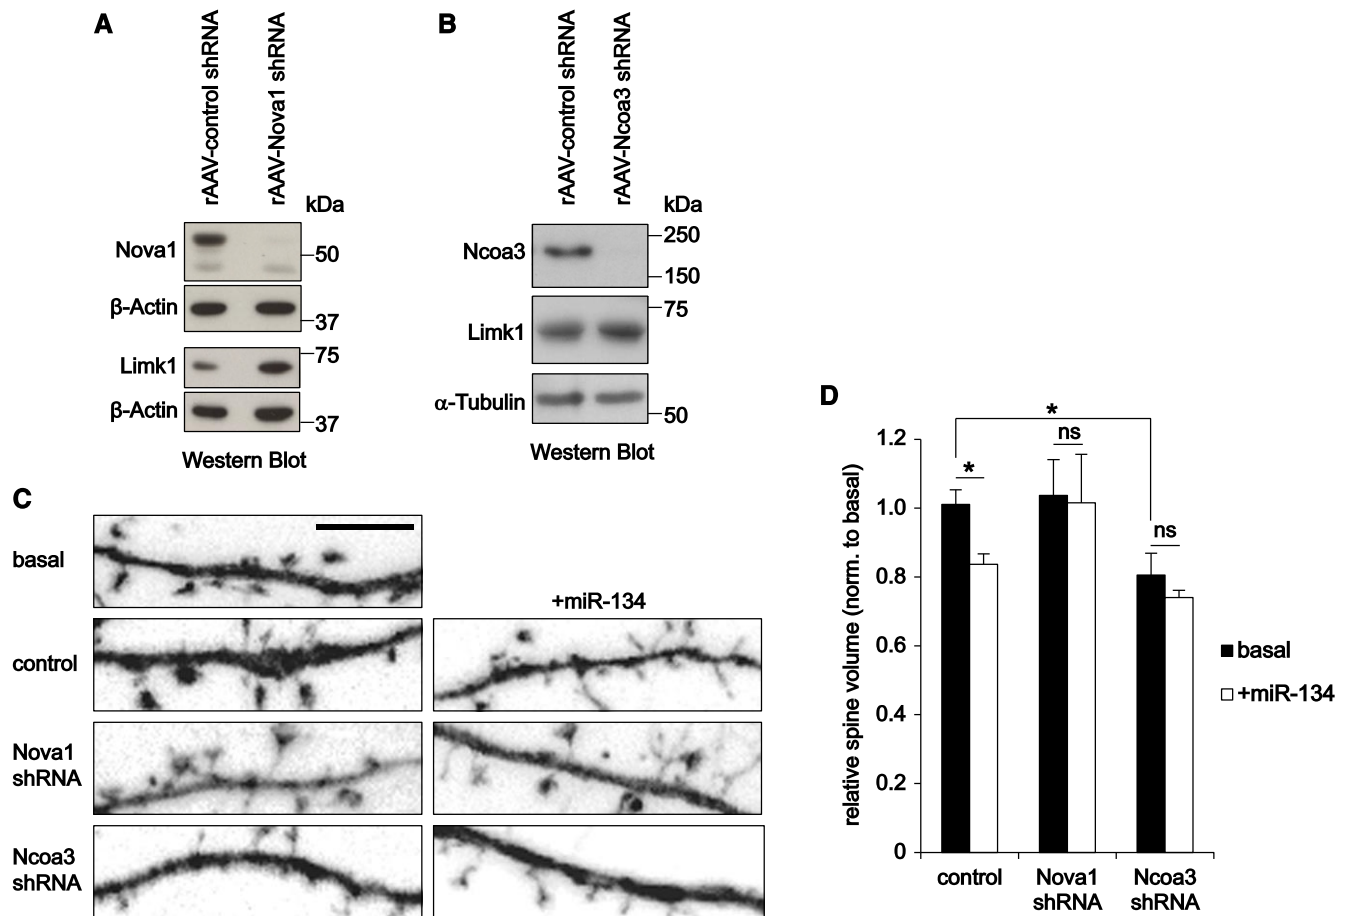 A
rAAV-control shRNA
rAAV-Nova1 shRNA
kDa
Nova1
50
β-Actin
37
Limk1
75
β-Actin
37
Western Blot
B
rAAV-control shRNA
rAAV-Ncoa3 shRNA
kDa
Ncoa3
250
150
Limk1
75
α-Tubulin
50
Western Blot
C
basal
+miR-134
control
Nova1
shRNA
Ncoa3
shRNA
D
relative spine volume (norm. to basal)
1.2
1.0
0.8
0.6
0.4
0.2
0
*
*
ns
ns
basal
+miR-134
control
Nova1
shRNA
Ncoa3
shRNA